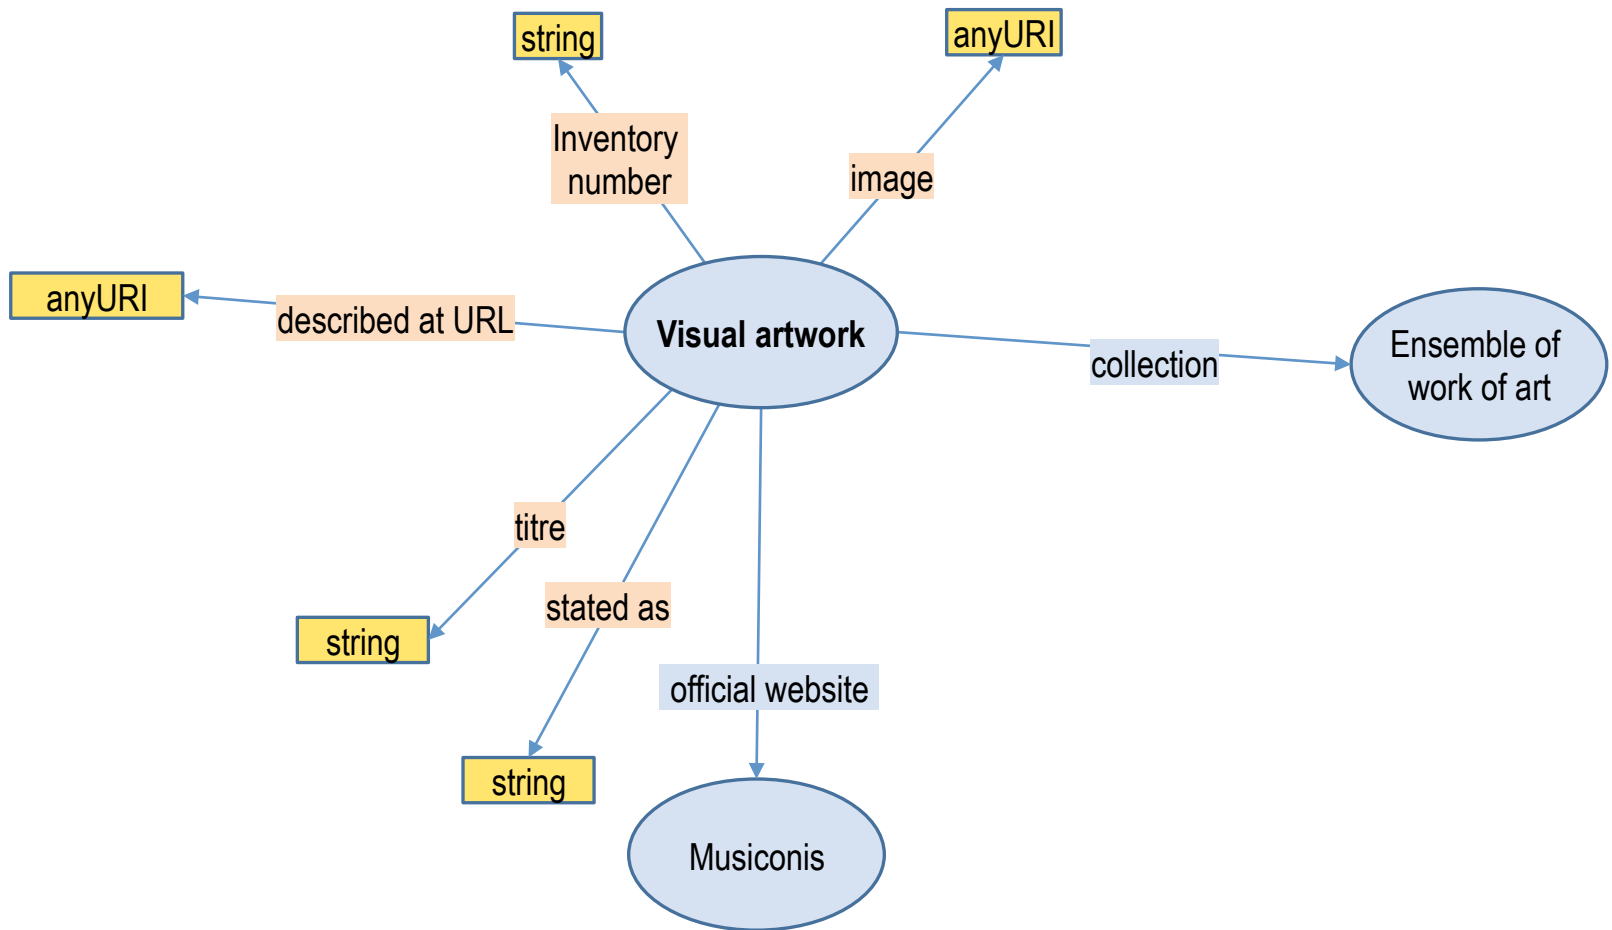 string
anyURI
Inventory
number
image
anyURI
described at URL
Visual artwork
collection
Ensemble of
work of art
titre
stated as
string
official website
string
Musiconis